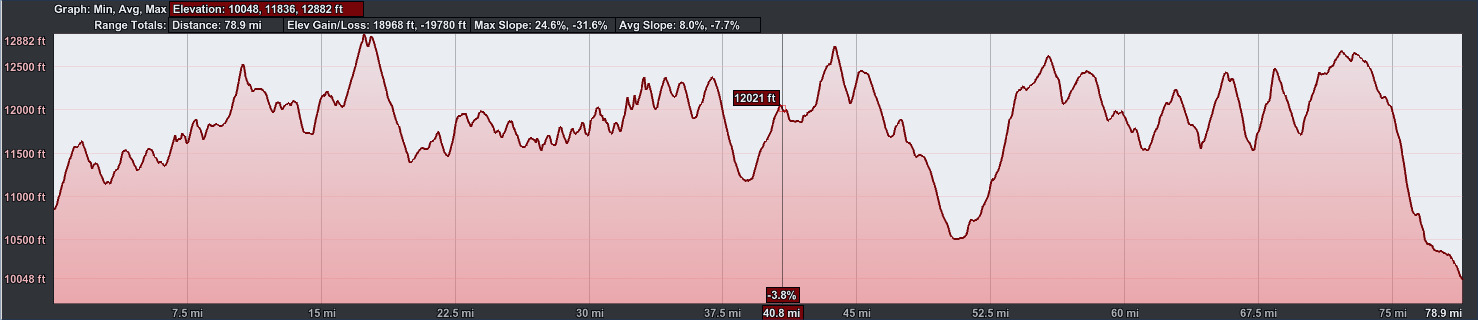 Graph: Min, Avg, Max Elevation: 10048, 11836, 12882 ft
Range Totals: Distance: 78.9 mi Elev Gain/Loss: 18968 ft, -19780 ft Max Slope: 24.6%, -31.6% Avg Slope: 8.0%, -7.7%
12882 ft
12500 ft
12021 ft
12000 ft
11500 ft
11000 ft
10500 ft
10048 ft
-3.8%
7.5 mi 15 mi 22.5 mi 30 mi 37.5 mi 40.8 mi 45 mi 52.5 mi 60 mi 67.5 mi 75 mi 78.9 mi